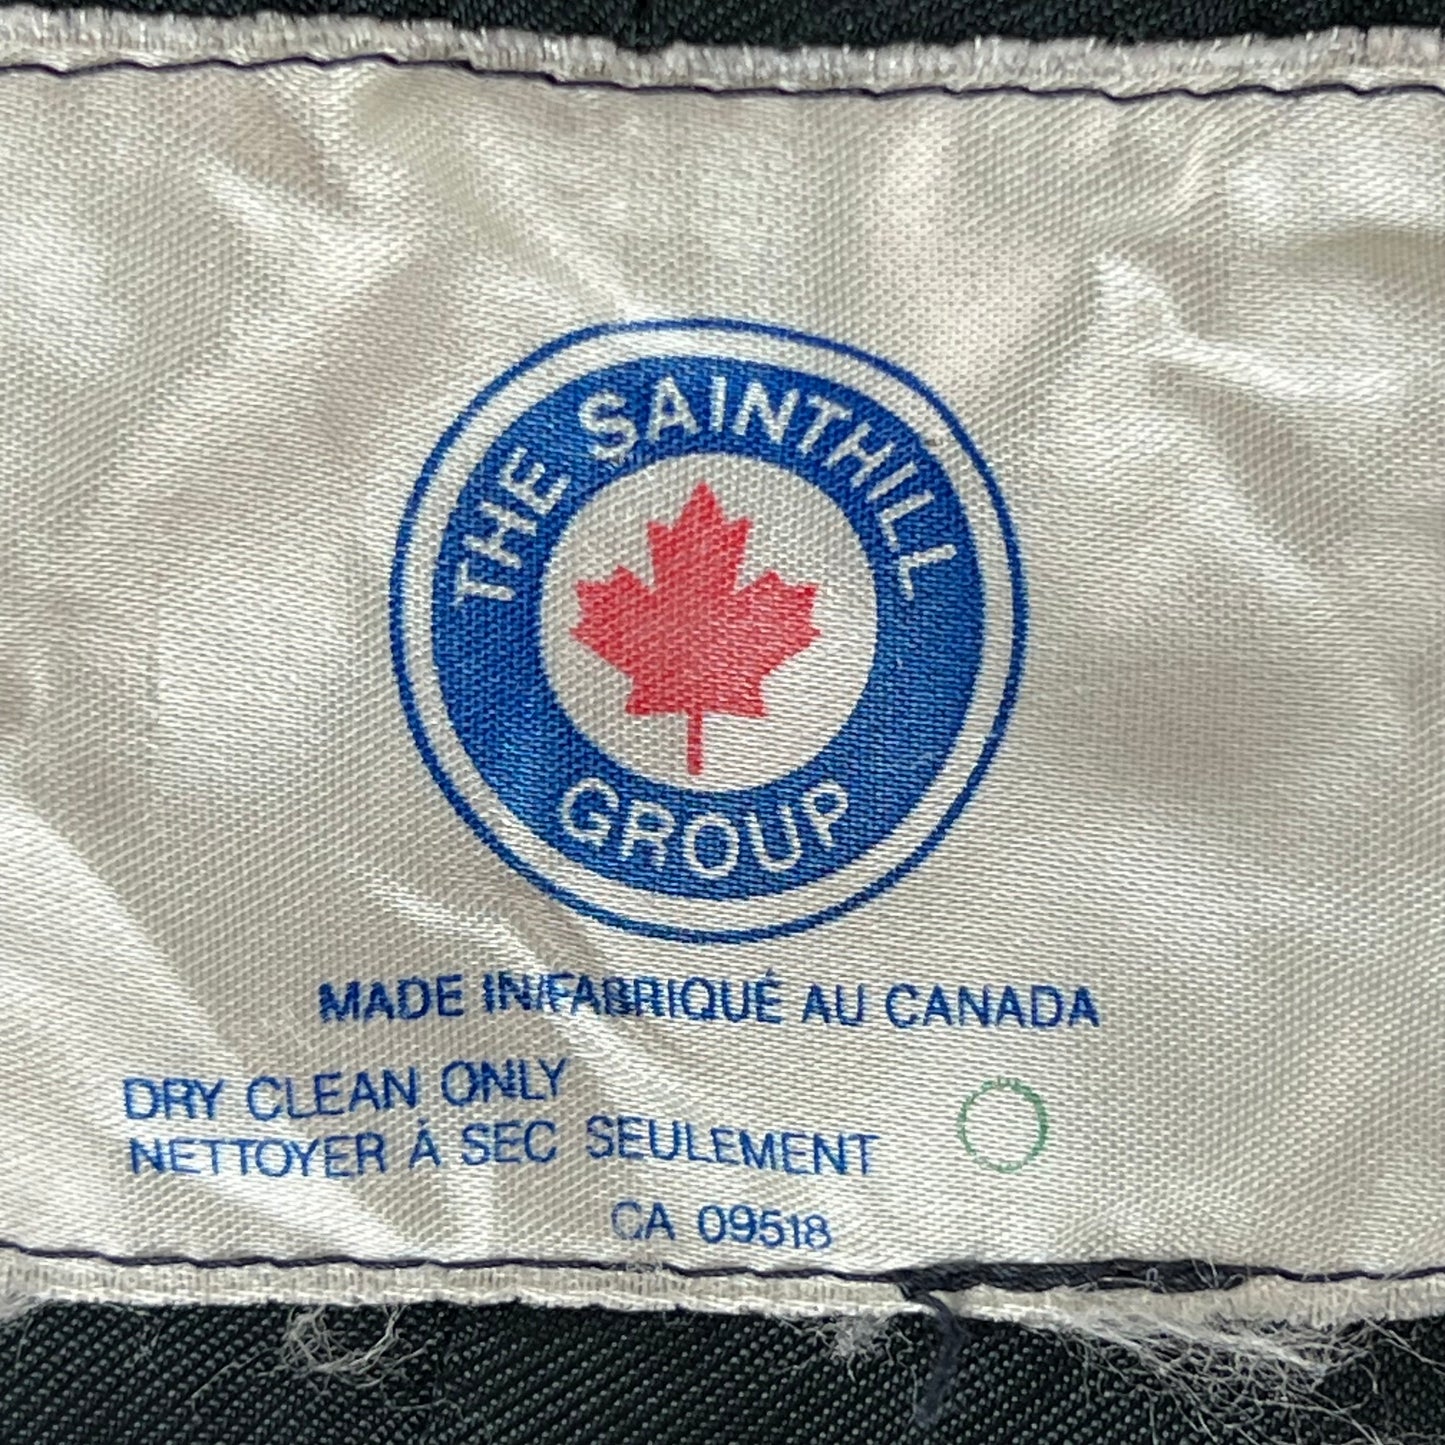 THE SAINTHILL
GROUP
MADE IN/FABRIQUÉ AU CANADA
DRY CLEAN ONLY
NETTOYER À SEC SEULEMENT
CA 09518